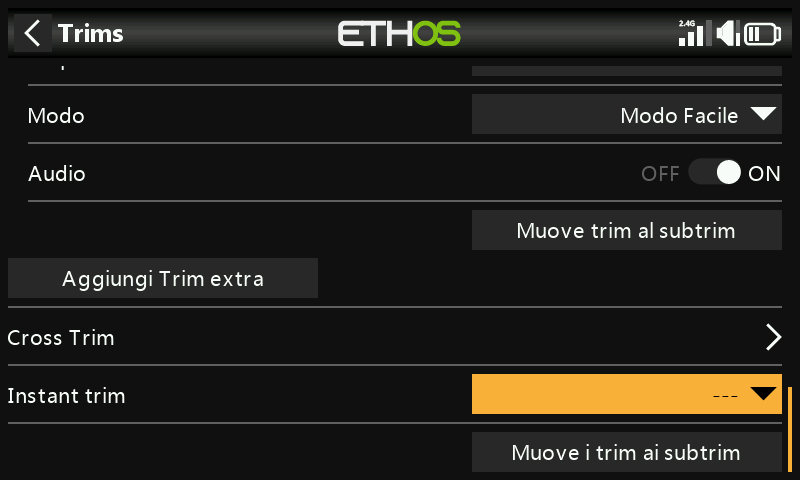 Trims
ETHOS
2.4G
Modo
Modo Facile
Audio
OFF
ON
Muove trim al subtrim
Aggiungi Trim extra
Cross Trim
Instant trim
---
Muove i trim ai subtrim